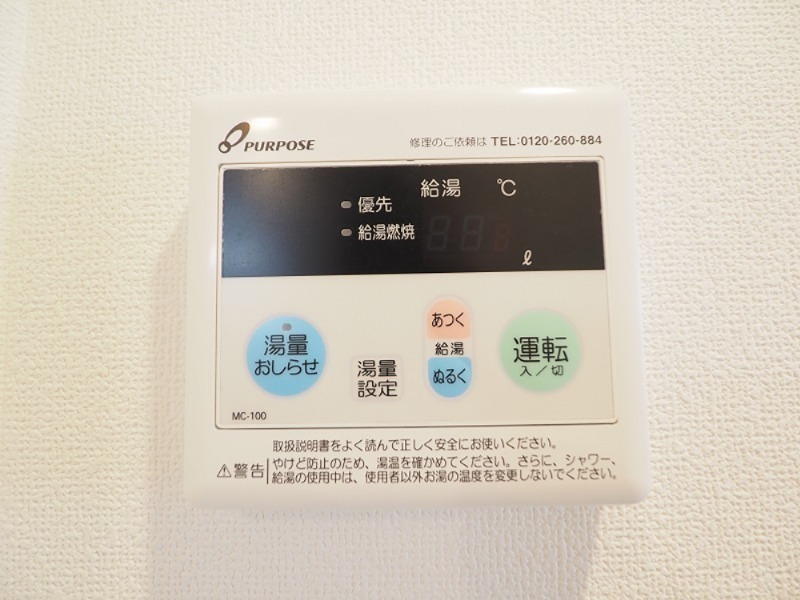 PURPOSE
修理のご依頼は TEL:0120-260-884
給湯 ℃
優先
給湯燃焼
ℓ
湯量
おしらせ
湯量
設定
あつく
給湯
ぬるく
運転
入／切
MC-100
取扱説明書をよく読んで正しく安全にお使いください。
⚠警告
やけど防止のため、湯温を確かめてください。さらに、シャワー、
給湯の使用中は、使用者以外お湯の温度を変更しないでください。